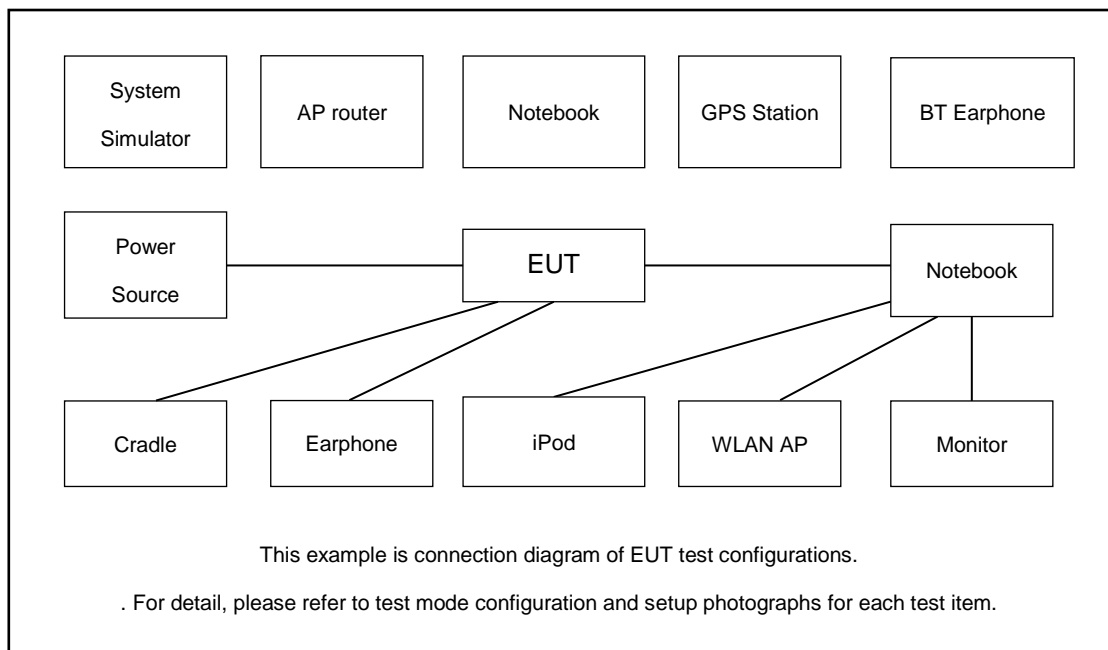 System
Simulator
AP router
Notebook
GPS Station
BT Earphone
Power
Source
EUT
Notebook
Cradle
Earphone
iPod
WLAN AP
Monitor
This example is connection diagram of EUT test configurations.
. For detail, please refer to test mode configuration and setup photographs for each test item.